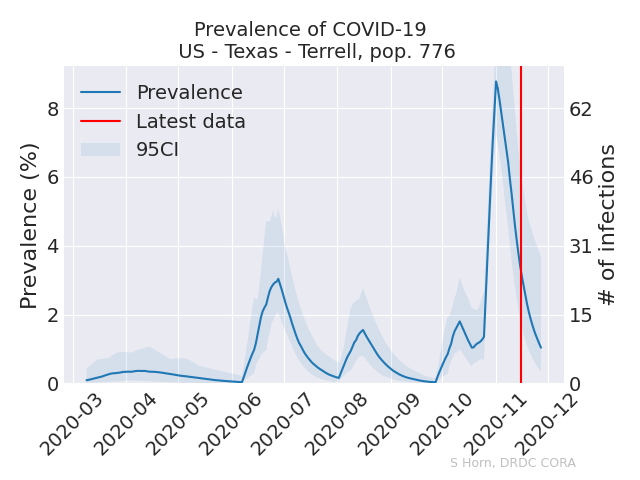 Prevalence of COVID-19
US - Texas - Terrell, pop. 776
Prevalence
Latest data
95CI
Prevalence (%)
8
6
4
2
0
# of infections
62
46
31
15
0
2020-03
2020-04
2020-05
2020-06
2020-07
2020-08
2020-09
2020-10
2020-11
2020-12
S Horn, DRDC CORA